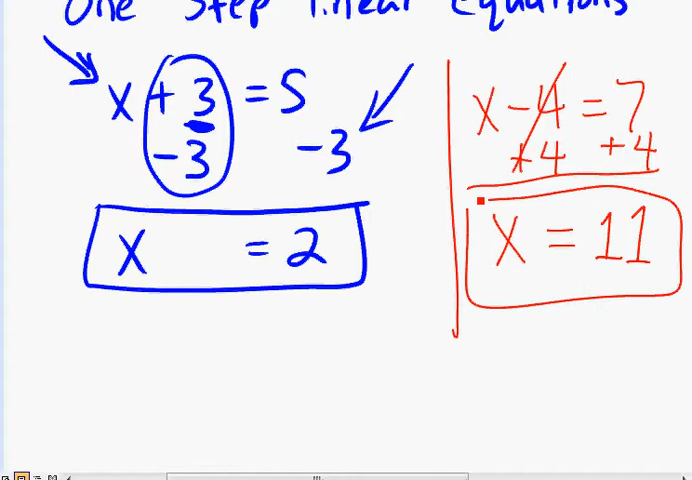 One Step linear Equations
x + 3 = 5
- 3 - 3
x = 2
x - 4 = 7
+4 +4
x = 11